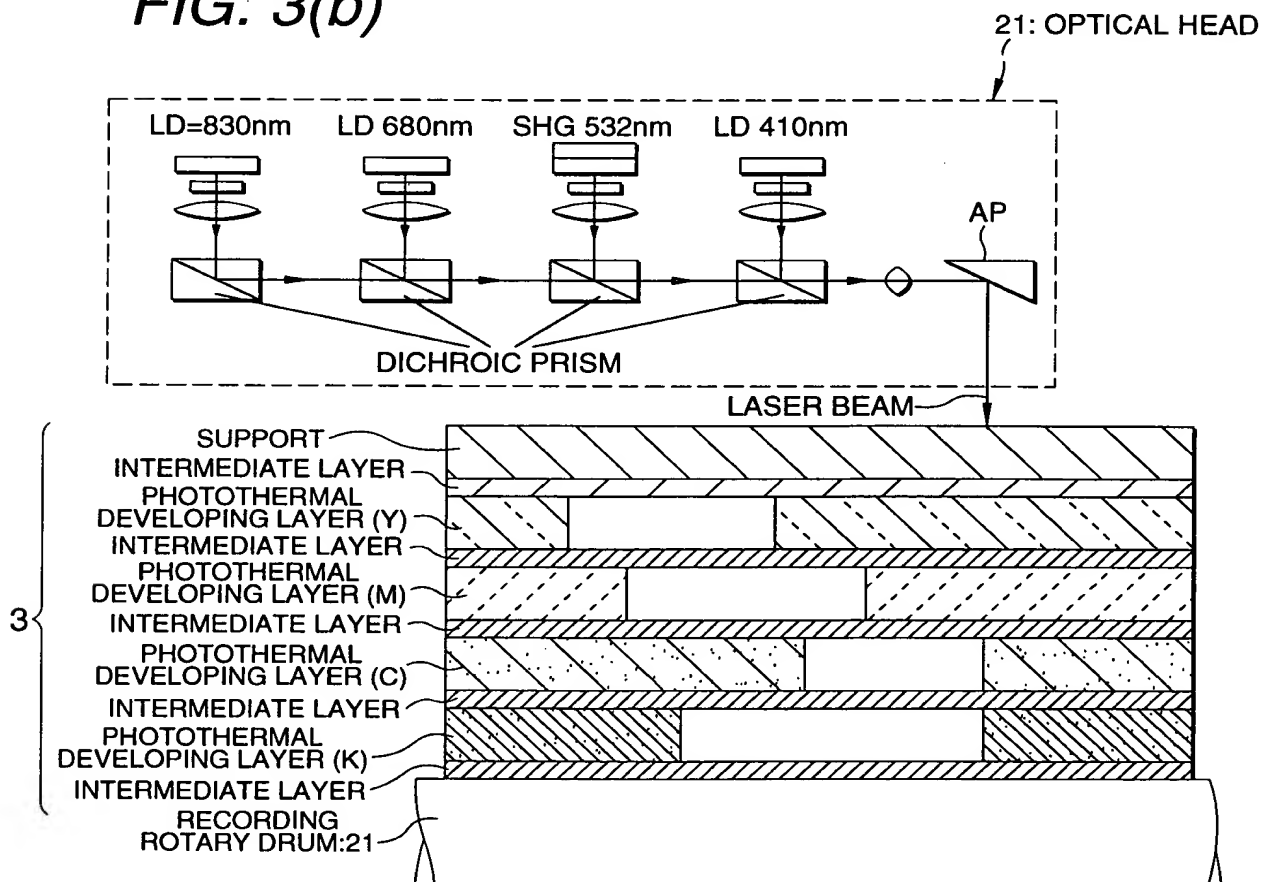 FIG. 3(b)
21: OPTICAL HEAD
LD=830nm
LD 680nm
SHG 532nm
LD 410nm
AP
DICHROIC PRISM
LASER BEAM
SUPPORT
INTERMEDIATE LAYER
PHOTOTHERMAL
DEVELOPING LAYER (Y)
INTERMEDIATE LAYER
PHOTOTHERMAL
DEVELOPING LAYER (M)
3
INTERMEDIATE LAYER
PHOTOTHERMAL
DEVELOPING LAYER (C)
INTERMEDIATE LAYER
PHOTOTHERMAL
DEVELOPING LAYER (K)
INTERMEDIATE LAYER
RECORDING
ROTARY DRUM:21